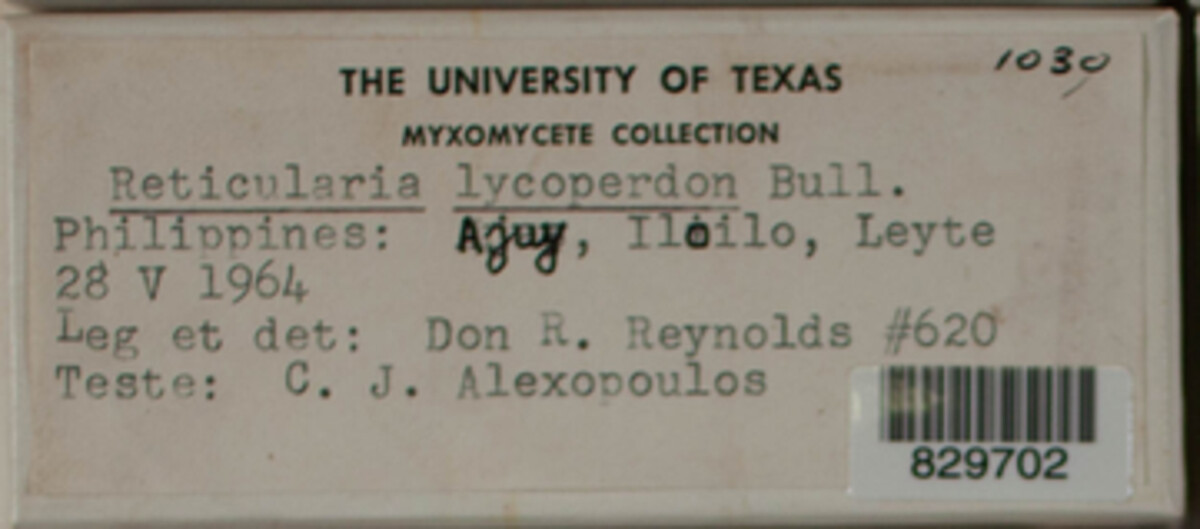 1030
THE UNIVERSITY OF TEXAS
MYXOMYCETE COLLECTION
Reticularia lycoperdon Bull.
Philippines: Ajuy, Iloilo, Leyte
28 V 1964
Leg et det: Don R. Reynolds #620
Teste: C. J. Alexopoulos
829702